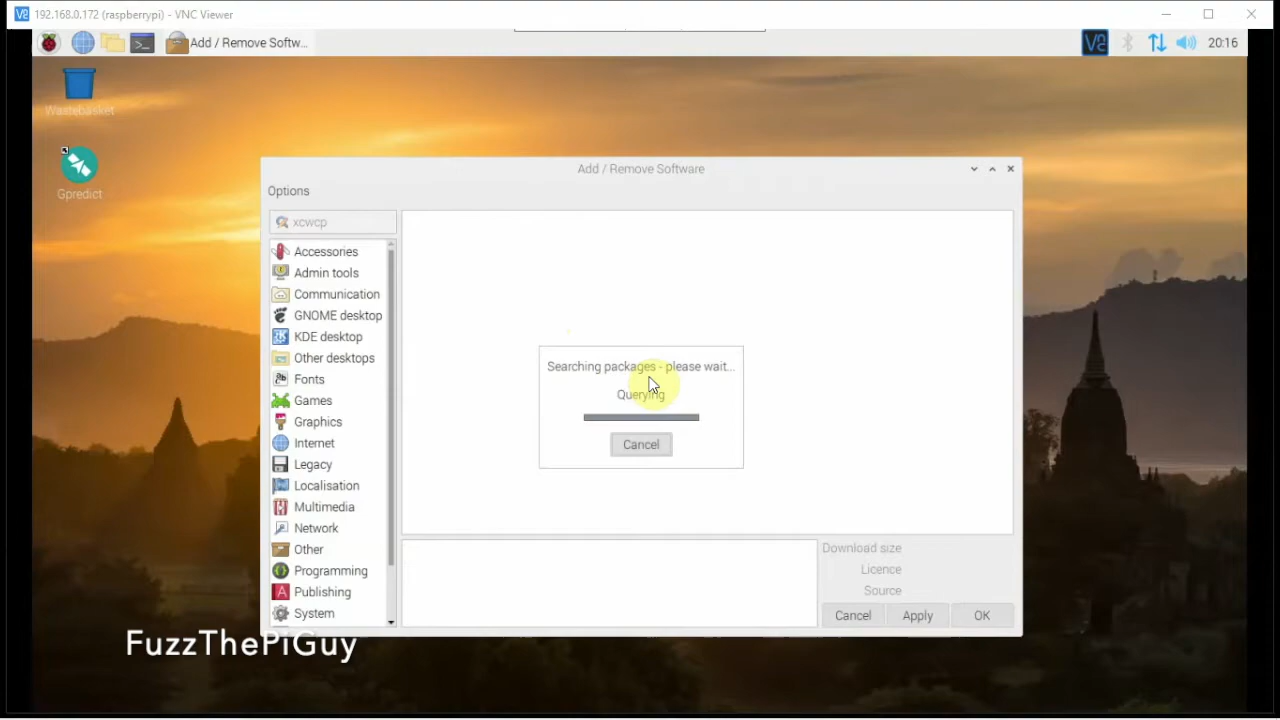 192.168.0.172 (raspberrypi) - VNC Viewer
Add / Remove Softw...
20:16
Wastebasket
Gpredict
Add / Remove Software
Options
xcwcp
Accessories
Admin tools
Communication
GNOME desktop
KDE desktop
Other desktops
Fonts
Games
Graphics
Internet
Legacy
Localisation
Multimedia
Network
Other
Programming
Publishing
System
Searching packages - please wait...
Querying
Cancel
Download size
Licence
Source
Cancel
Apply
OK
FuzzThePiGuy